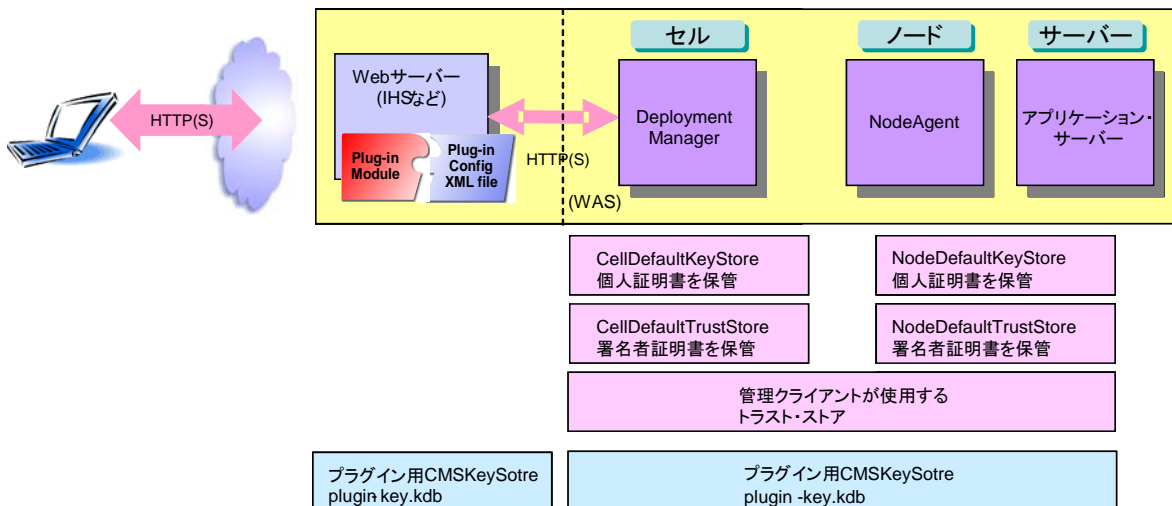 セル
ノード
サーバー
Webサーバー
(IHSなど)
Plug-in
Module
Plug-in
Config
XML file
HTTP(S)
HTTP(S)
(WAS)
Deployment
Manager
NodeAgent
アプリケーション・
サーバー
CellDefaultKeyStore
個人証明書を保管
NodeDefaultKeyStore
個人証明書を保管
CellDefaultTrustStore
署名者証明書を保管
NodeDefaultTrustStore
署名者証明書を保管
管理クライアントが使用する
トラスト・ストア
プラグイン用CMSKeySotre
plugin-key.kdb
プラグイン用CMSKeySotre
plugin -key.kdb